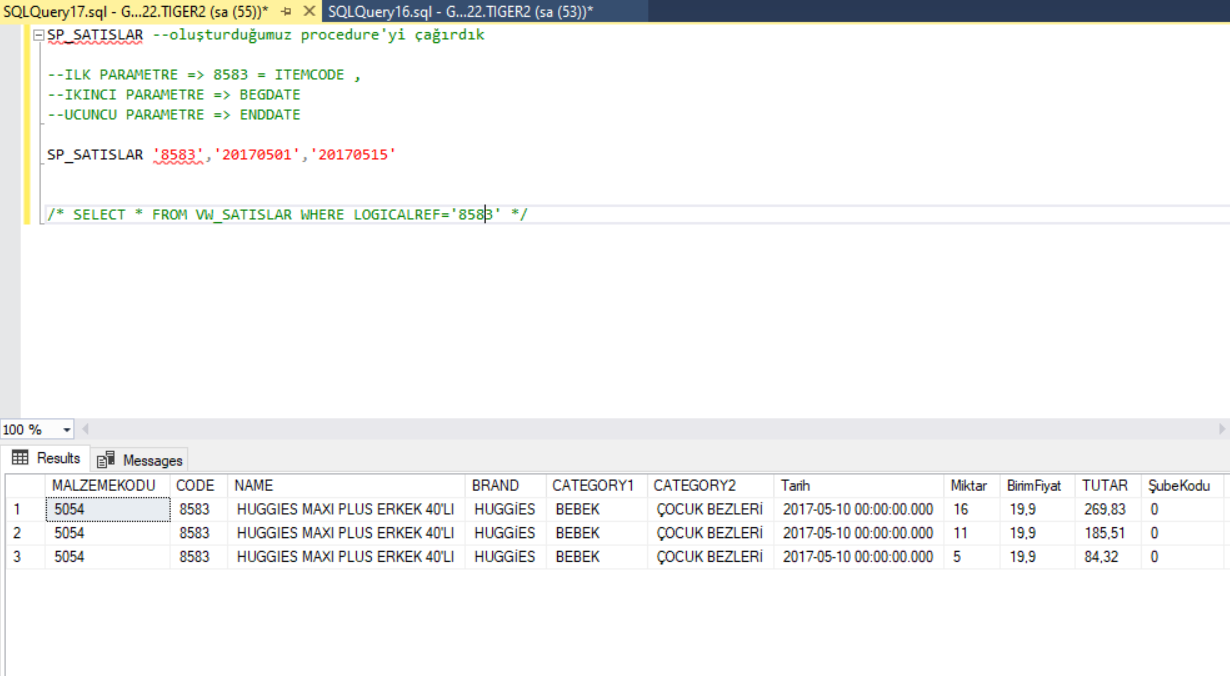 SQLQuery17.sql - G...22.TIGER2 (sa (55))* SQLQuery16.sql - G...22.TIGER2 (sa (53))*
SP_SATISLAR --oluşturduğumuz procedure'yi çağırdık
--ILK PARAMETRE => 8583 = ITEMCODE ,
--IKINCI PARAMETRE => BEGDATE
--UCUNCU PARAMETRE => ENDDATE
SP_SATISLAR '8583','20170501','20170515'
/* SELECT * FROM VW_SATISLAR WHERE LOGICALREF='8583' */
100 %
Results Messages
MALZEMEKODU CODE NAME BRAND CATEGORY1 CATEGORY2 Tarih Miktar BirimFiyat TUTAR ŞubeKodu
1 5054 8583 HUGGIES MAXI PLUS ERKEK 40'LI HUGGİES BEBEK ÇOCUK BEZLERİ 2017-05-10 00:00:00.000 16 19,9 269,83 0
2 5054 8583 HUGGIES MAXI PLUS ERKEK 40'LI HUGGİES BEBEK ÇOCUK BEZLERİ 2017-05-10 00:00:00.000 11 19,9 185,51 0
3 5054 8583 HUGGIES MAXI PLUS ERKEK 40'LI HUGGİES BEBEK ÇOCUK BEZLERİ 2017-05-10 00:00:00.000 5 19,9 84,32 0